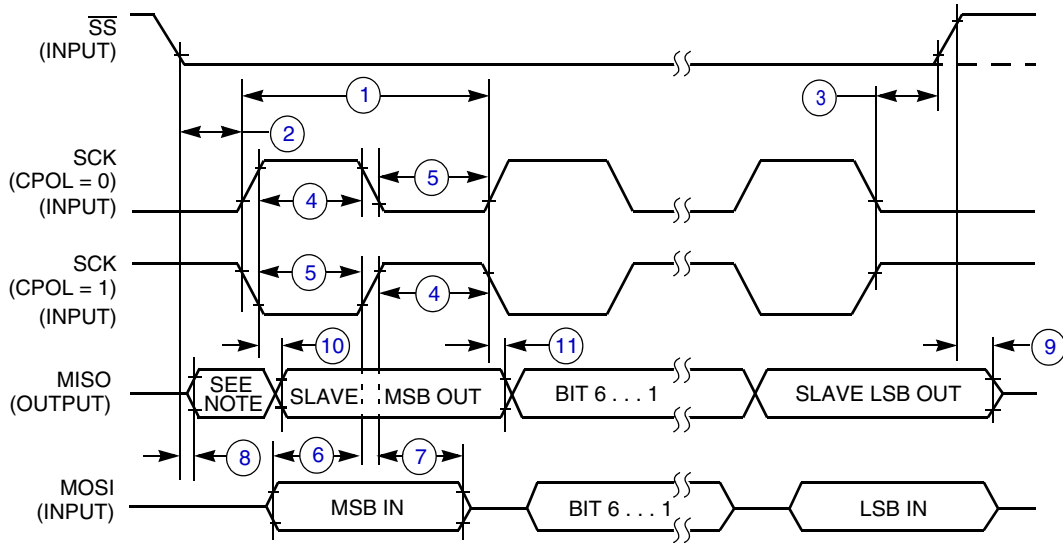 SS
(INPUT)
1
3
2
SCK
(CPOL = 0)
(INPUT)
5
4
SCK
(CPOL = 1)
(INPUT)
5
4
10
11
9
MISO
(OUTPUT)
SEE
NOTE
SLAVE
MSB OUT
BIT 6 . . . 1
SLAVE LSB OUT
8
6
7
MOSI
(INPUT)
MSB IN
BIT 6 . . . 1
LSB IN